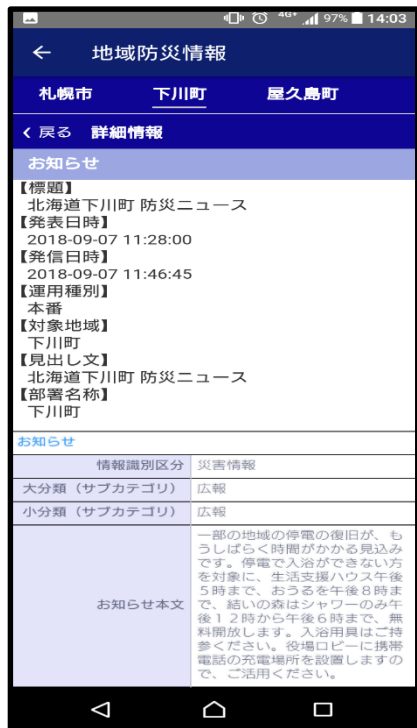 4G+ 97% 14:03
← 地域防災情報
札幌市 下川町 屋久島町
< 戻る 詳細情報
お知らせ
【標題】
北海道下川町 防災ニュース
【発表日時】
2018-09-07 11:28:00
【発信日時】
2018-09-07 11:46:45
【運用種別】
本番
【対象地域】
下川町
【見出し文】
北海道下川町 防災ニュース
【部署名称】
下川町
お知らせ
情報識別区分 災害情報
大分類（サブカテゴリ） 広報
小分類（サブカテゴリ） 広報
お知らせ本文
一部の地域の停電の復旧が、も
うしばらく時間がかかる見込み
です。停電で入浴ができない方
を対象に、生活支援ハウス午後
５時まで、おうるを午後８時ま
で、結いの森はシャワーのみ午
後１２時から午後６時まで、無
料開放します。入浴用具はご持
参ください。役場ロビーに携帯
電話の充電場所を設置しますの
で、ご活用ください。